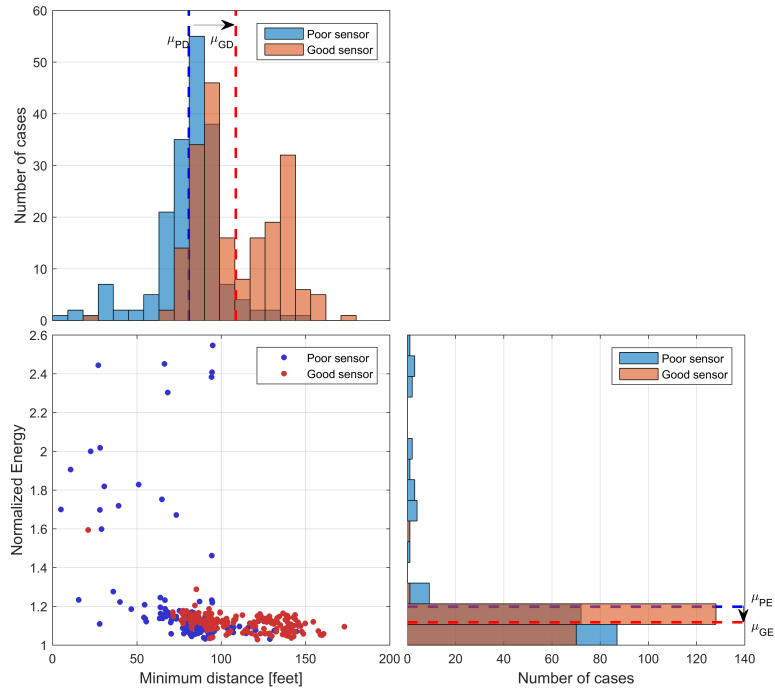 60
50
40
30
20
10
0
Number of cases
μPD
μGD
Poor sensor
Good sensor
2.6
2.4
2.2
2
1.8
1.6
1.4
1.2
1
Normalized Energy
Poor sensor
Good sensor
0
50
100
150
200
Minimum distance [feet]
Poor sensor
Good sensor
μPE
μGE
0
20
40
60
80
100
120
140
Number of cases